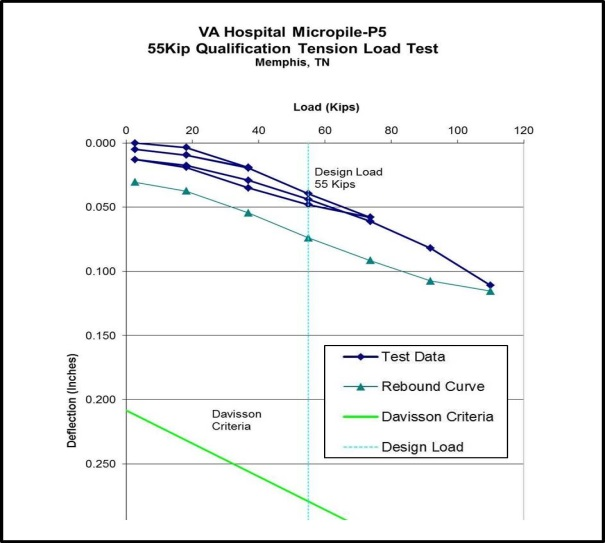 VA Hospital Micropile-P5
55Kip Qualification Tension Load Test
Memphis, TN
Load (Kips)
0 20 40 60 80 100 120
0.000
0.050
0.100
0.150
0.200
0.250
Deflection (Inches)
Design Load
55 Kips
Davisson
Criteria
Test Data
Rebound Curve
Davisson Criteria
Design Load